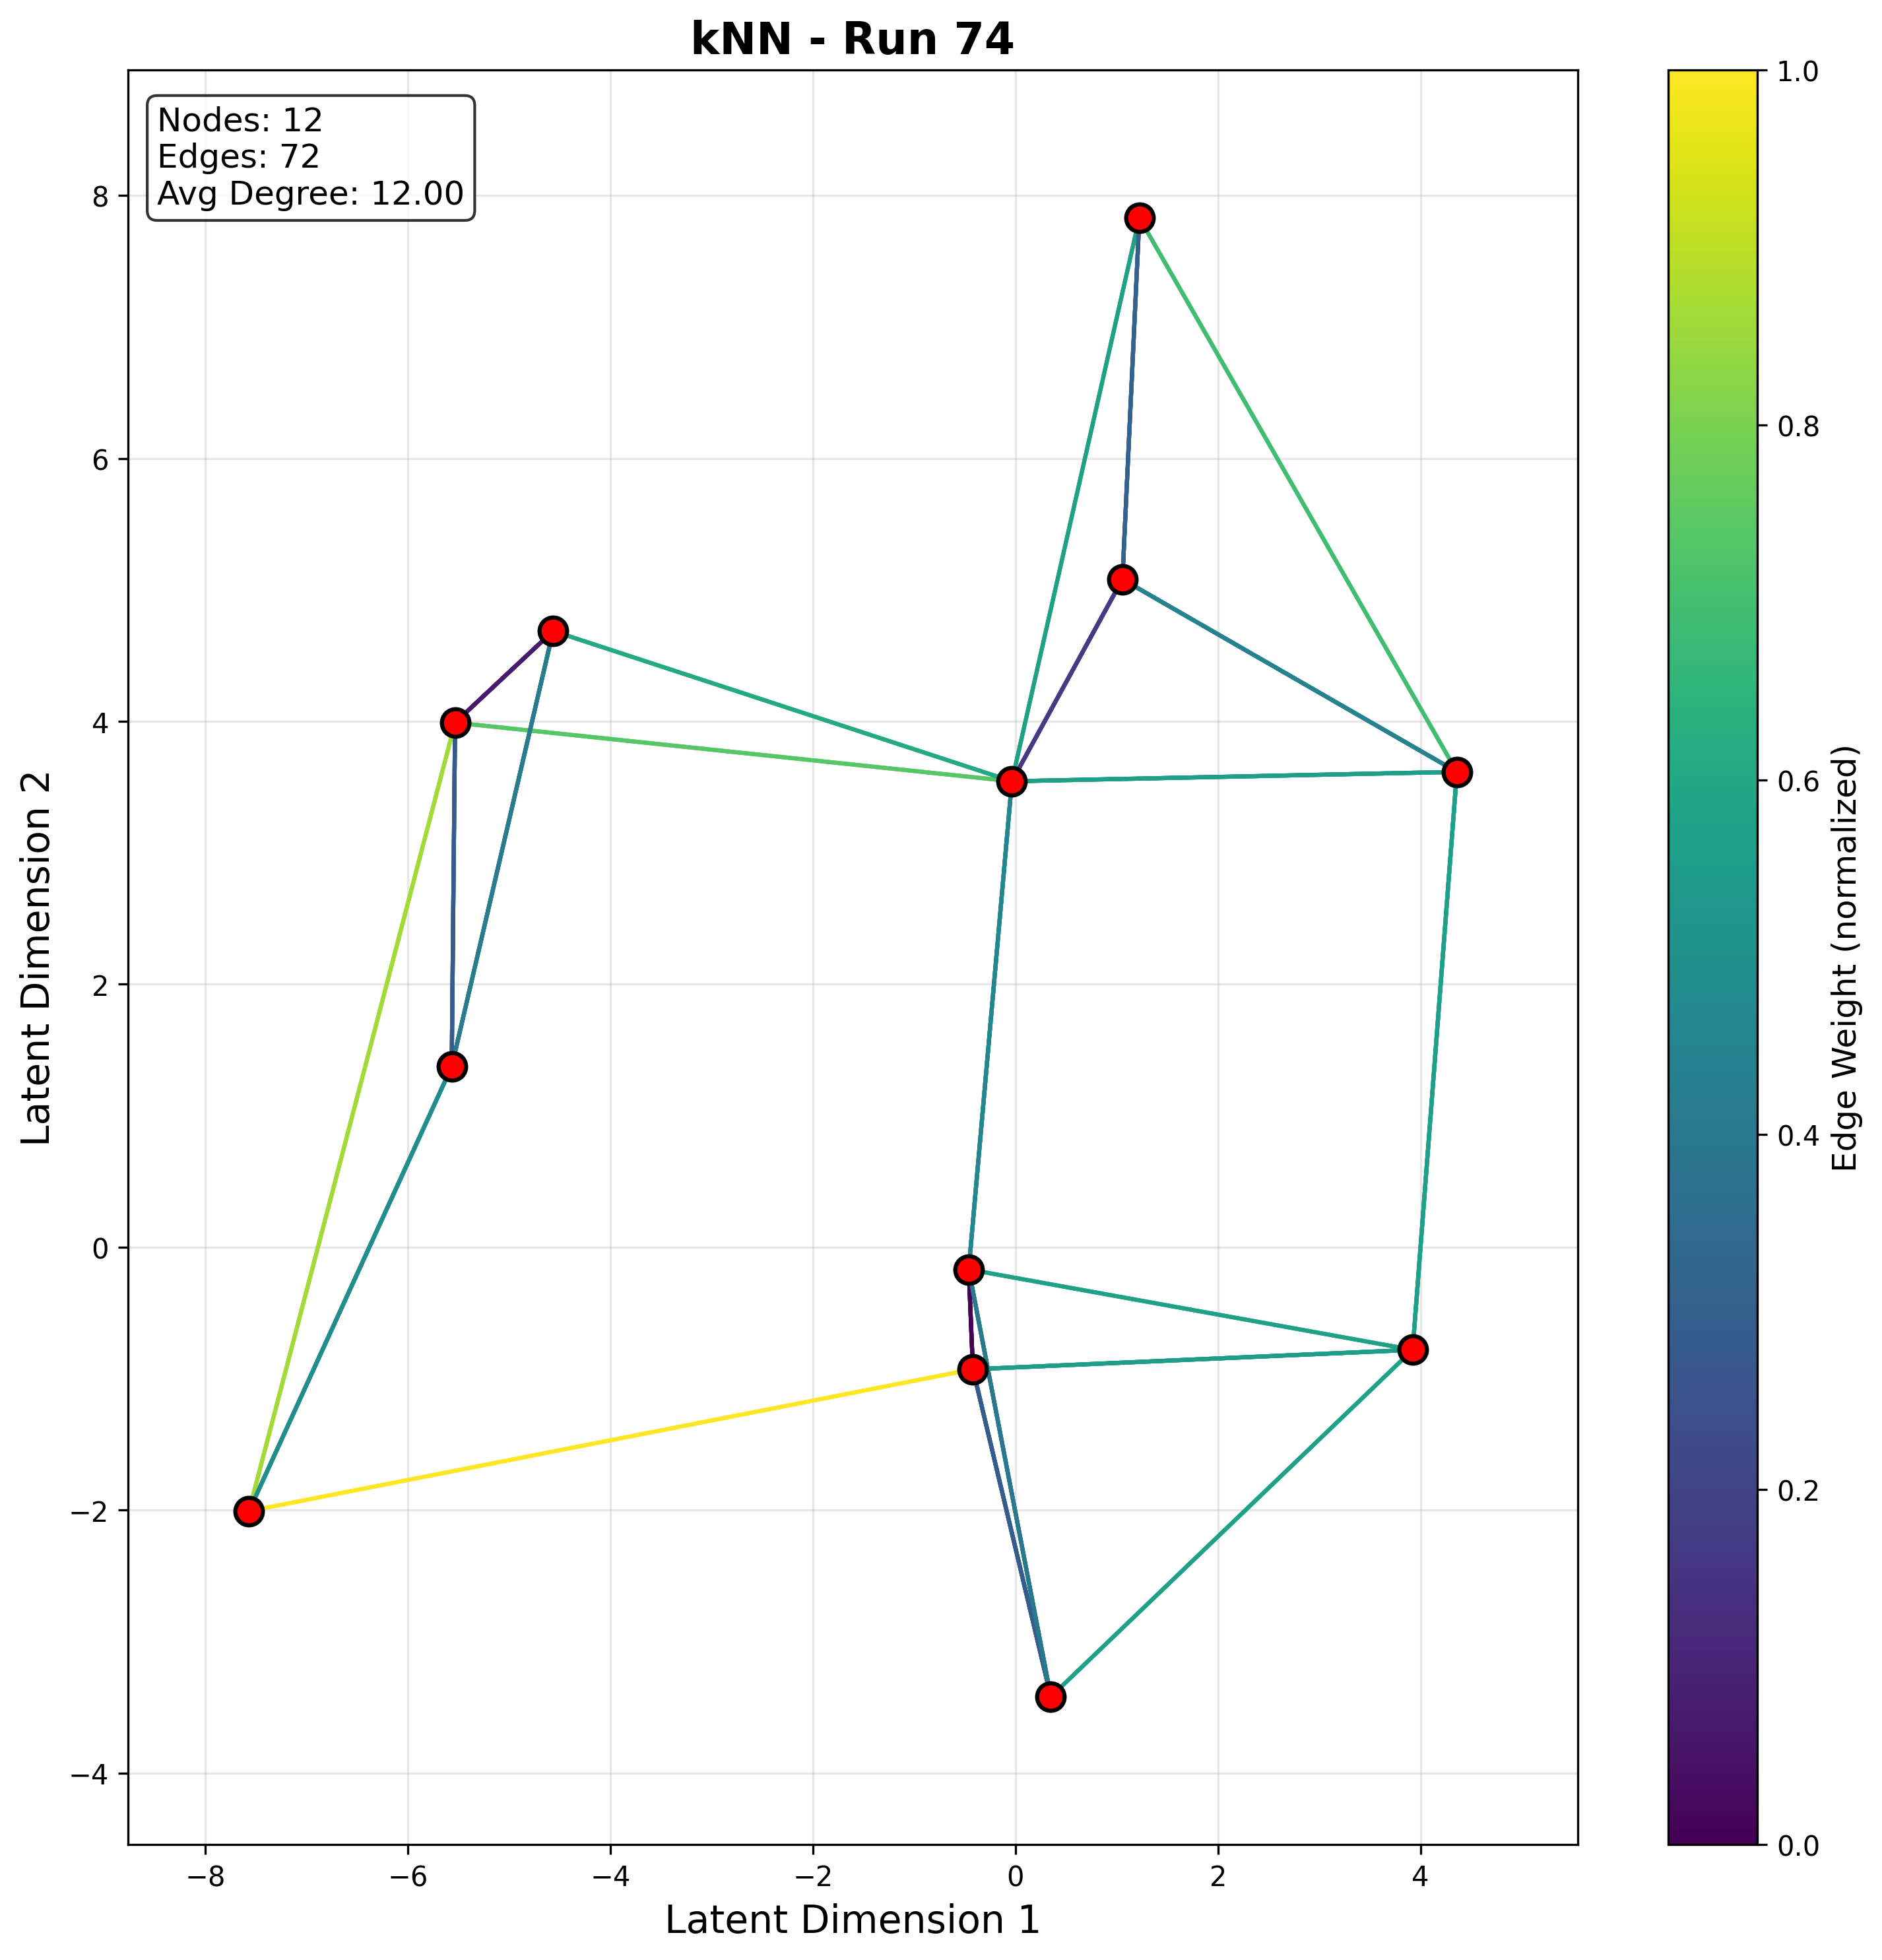 kNN - Run 74
Nodes: 12
Edges: 72
Avg Degree: 12.00
8
6
4
2
0
−2
−4
−8
−6
−4
−2
0
2
4
Latent Dimension 1
Latent Dimension 2
1.0
0.8
0.6
0.4
0.2
0.0
Edge Weight (normalized)